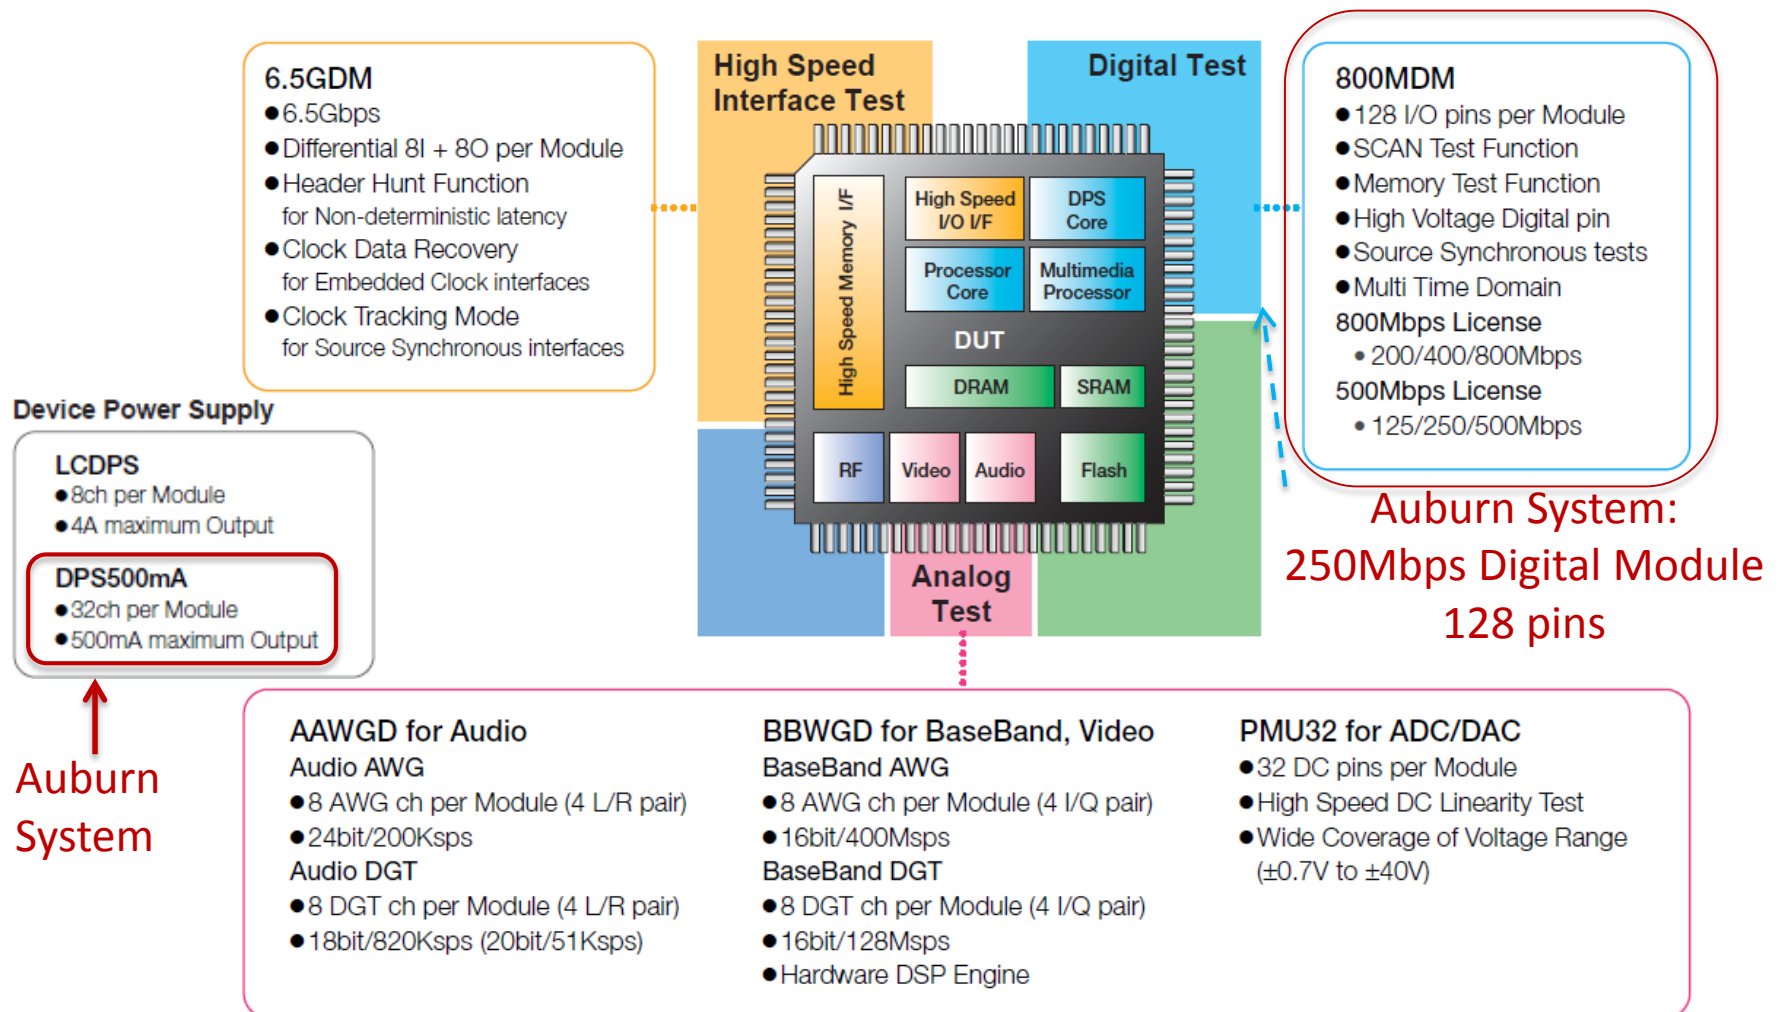 6.5GDM
●6.5Gbps
●Differential 8I + 8O per Module
●Header Hunt Function
for Non-deterministic latency
●Clock Data Recovery
for Embedded Clock interfaces
●Clock Tracking Mode
for Source Synchronous interfaces
High Speed
Interface Test
Digital Test
800MDM
●128 I/O pins per Module
●SCAN Test Function
●Memory Test Function
●High Voltage Digital pin
●Source Synchronous tests
●Multi Time Domain
800Mbps License
●200/400/800Mbps
500Mbps License
●125/250/500Mbps
High Speed Memory I/F
High Speed
I/O I/F
DPS
Core
Processor
Core
Multimedia
Processor
DUT
DRAM
SRAM
RF
Video
Audio
Flash
Device Power Supply
LCDPS
●8ch per Module
●4A maximum Output
DPS500mA
●32ch per Module
●500mA maximum Output
Auburn
System
Auburn System:
250Mbps Digital Module
128 pins
Analog
Test
AAWGD for Audio
Audio AWG
●8 AWG ch per Module (4 L/R pair)
●24bit/200Ksps
Audio DGT
●8 DGT ch per Module (4 L/R pair)
●18bit/820Ksps (20bit/51Ksps)
BBWGD for BaseBand, Video
BaseBand AWG
●8 AWG ch per Module (4 I/Q pair)
●16bit/400Msps
BaseBand DGT
●8 DGT ch per Module (4 I/Q pair)
●16bit/128Msps
●Hardware DSP Engine
PMU32 for ADC/DAC
●32 DC pins per Module
●High Speed DC Linearity Test
●Wide Coverage of Voltage Range
(±0.7V to ±40V)